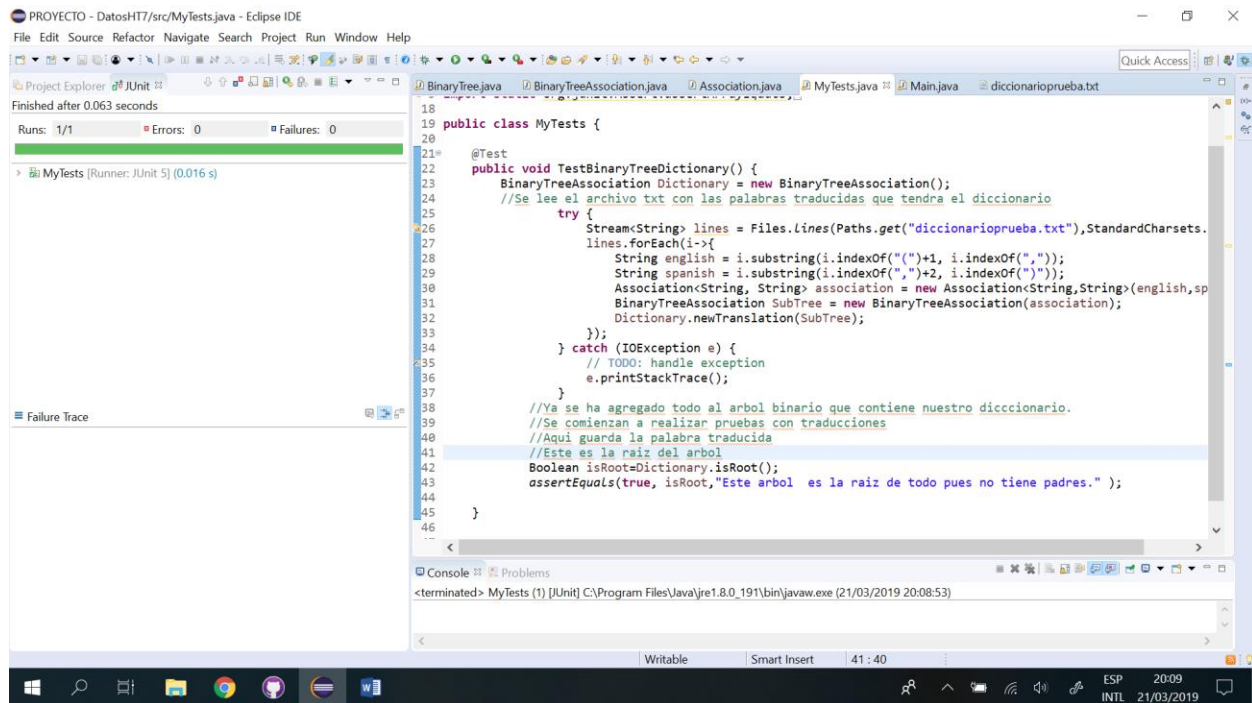 PROYECTO - DatosHT7/src/MyTests.java - Eclipse IDE
File Edit Source Refactor Navigate Search Project Run Window Help
Quick Access
Project Explorer JUnit
Finished after 0.063 seconds
Runs: 1/1 Errors: 0 Failures: 0
MyTests [Runner: JUnit 5] (0.016 s)
Failure Trace
BinaryTree.java BinaryTreeAssociation.java Association.java MyTests.java Main.java diccionarioprueba.txt
18
19 public class MyTests {
20
21 @Test
22 public void TestBinaryTreeDictionary() {
23 BinaryTreeAssociation Dictionary = new BinaryTreeAssociation();
24 //Se lee el archivo txt con las palabras traducidas que tendra el diccionario
25 try {
26 Stream<String> lines = Files.lines(Paths.get("diccionarioprueba.txt"),StandardCharsets.
27 lines.forEach(i->{
28 String english = i.substring(i.indexOf("(")+1, i.indexOf(","));
29 String spanish = i.substring(i.indexOf(",")+2, i.indexOf(")"));
30 Association<String, String> association = new Association<String,String>(english,sp
31 BinaryTreeAssociation SubTree = new BinaryTreeAssociation(association);
32 Dictionary.newTranslation(SubTree);
33 });
34 } catch (IOException e) {
35 // TODO: handle exception
36 e.printStackTrace();
37 }
38 //Ya se ha agregado todo al arbol binario que contiene nuestro dicccionario.
39 //Se comienzan a realizar pruebas con traducciones
40 //Aqui guarda la palabra traducida
41 //Este es la raiz del arbol
42 Boolean isRoot=Dictionary.isRoot();
43 assertEquals(true, isRoot,"Este arbol  es la raiz de todo pues no tiene padres." );
44
45 }
46
Console Problems
<terminated> MyTests (1) [JUnit] C:\Program Files\Java\jre1.8.0_191\bin\javaw.exe (21/03/2019 20:08:53)
Writable Smart Insert 41 : 40
ESP 20:09
INTL 21/03/2019